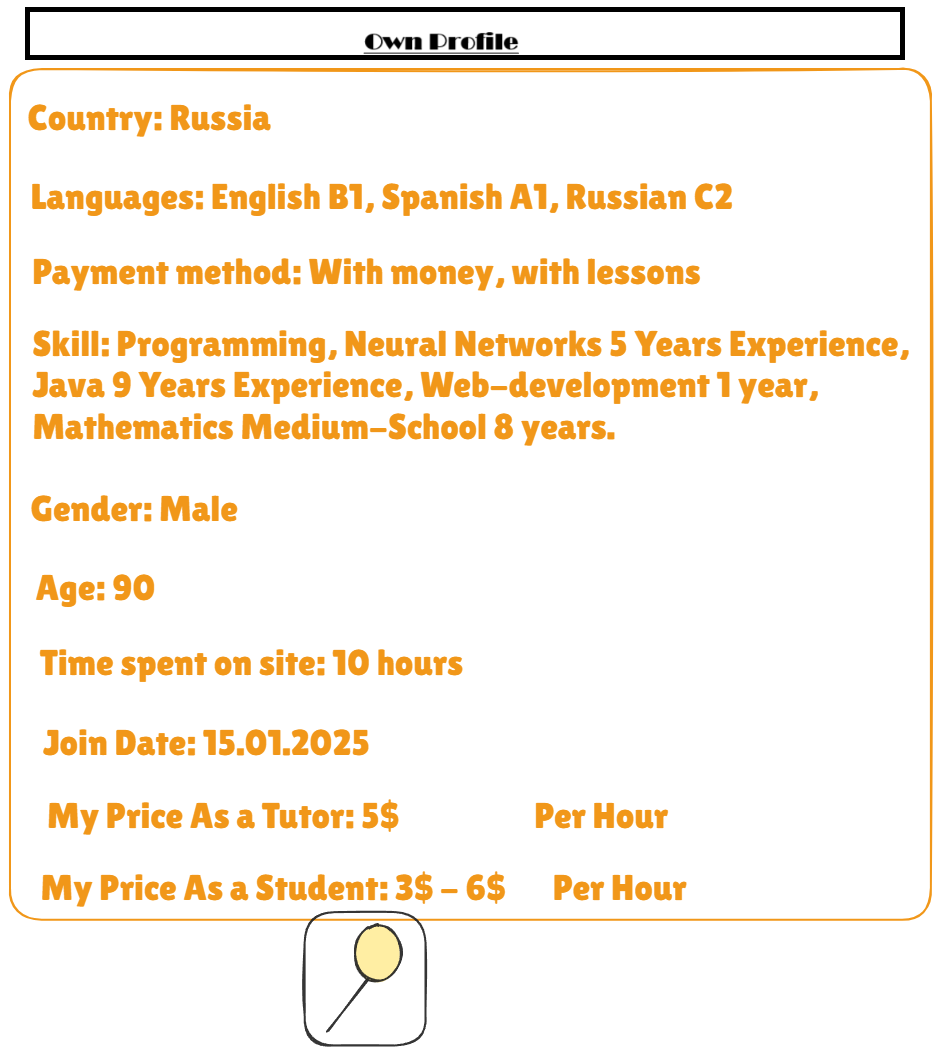 Own Profile
Country: Russia
Languages: English B1, Spanish A1, Russian C2
Payment method: With money, with lessons
Skill: Programming, Neural Networks 5 Years Experience,
Java 9 Years Experience, Web-development 1 year,
Mathematics Medium-School 8 years.
Gender: Male
Age: 90
Time spent on site: 10 hours
Join Date: 15.01.2025
My Price As a Tutor: 5$ Per Hour
My Price As a Student: 3$ - 6$ Per Hour